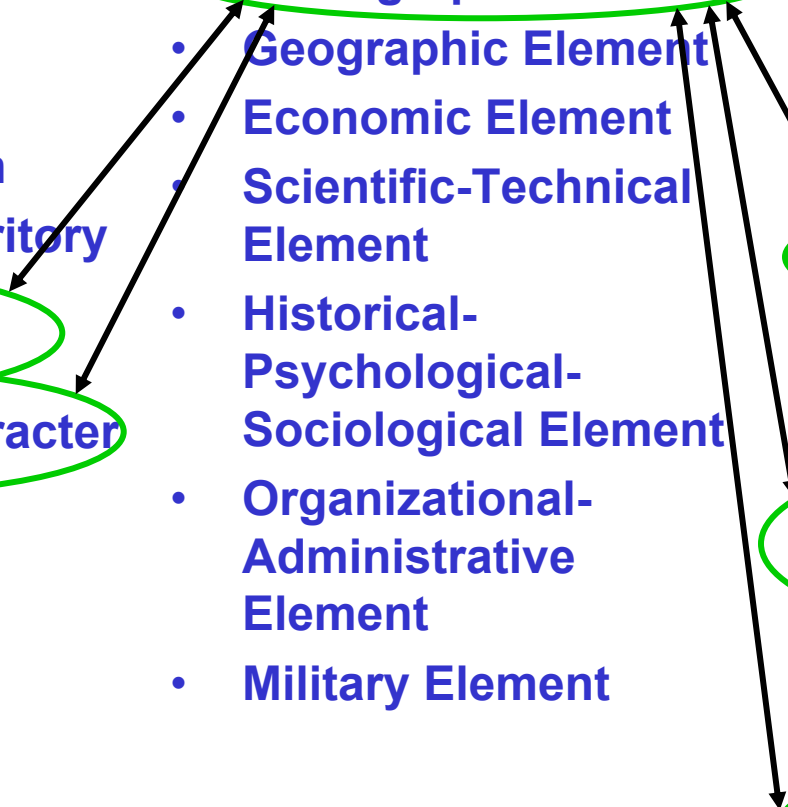 Geographic Element
Economic Element
Scientific-Technical
Element
Historical-
Psychological-
Sociological Element
Organizational-
Administrative
Element
Military Element